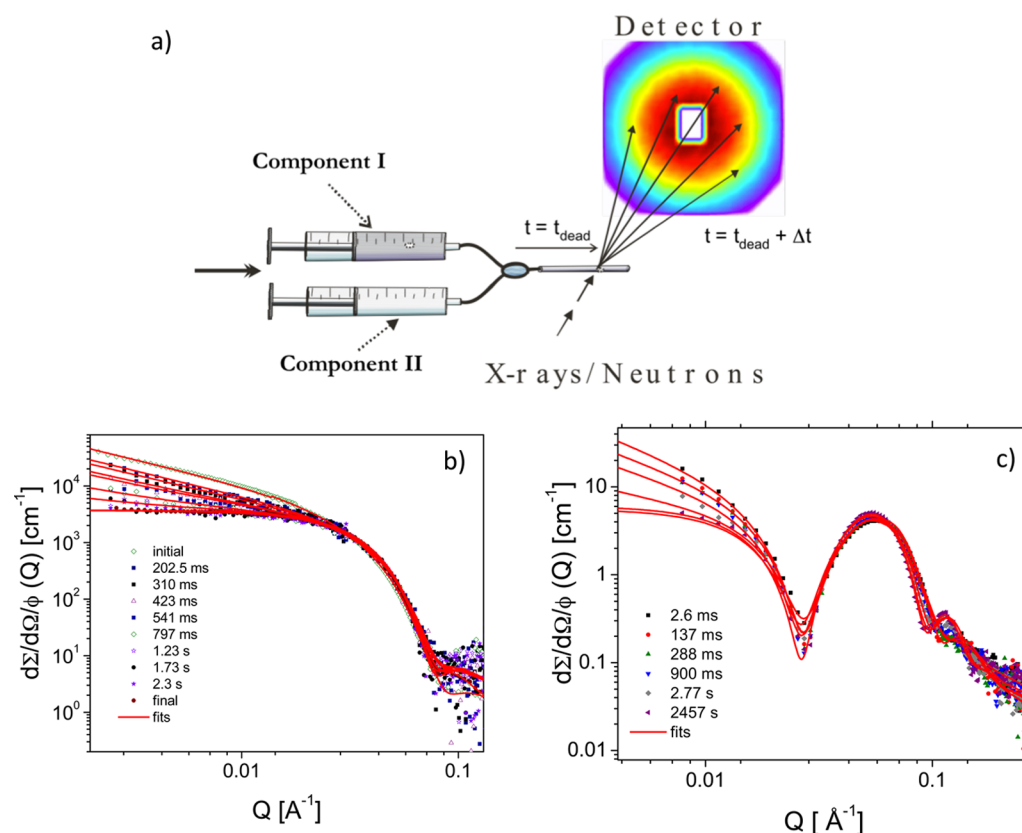 a)
Detector
Component I
t = t_dead
t = t_dead + Δt
Component II
X-rays/Neutrons
b)
dΣ/dΩ/ϕ (Q) [cm⁻¹]
10⁴
10³
10²
10¹
10⁰
initial
202.5 ms
310 ms
423 ms
541 ms
797 ms
1.23 s
1.73 s
2.3 s
final
fits
0.01
0.1
Q [A⁻¹]
c)
dΣ/dΩ/ϕ (Q) [cm⁻¹]
10
1
0.1
0.01
2.6 ms
137 ms
288 ms
900 ms
2.77 s
2457 s
fits
0.01
0.1
Q [ Å⁻¹]